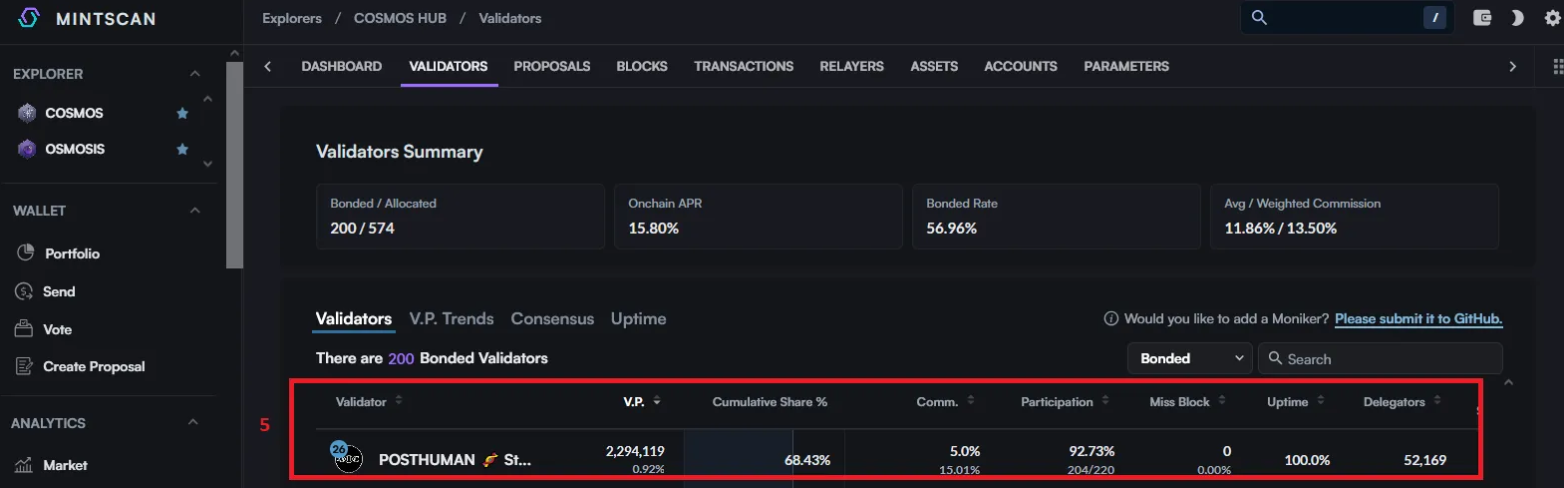 MINTSCAN
Explorers / COSMOS HUB / Validators
/
EXPLORER
COSMOS
OSMOSIS
WALLET
Portfolio
Send
Vote
Create Proposal
ANALYTICS
Market
DASHBOARD VALIDATORS PROPOSALS BLOCKS TRANSACTIONS RELAYERS ASSETS ACCOUNTS PARAMETERS
Validators Summary
Bonded / Allocated
200 / 574
Onchain APR
15.80%
Bonded Rate
56.96%
Avg / Weighted Commission
11.86% / 13.50%
Validators V.P. Trends Consensus Uptime
Would you like to add a Moniker? Please submit it to GitHub.
There are 200 Bonded Validators
Bonded
Search
5
Validator V.P. Cumulative Share % Comm. Participation Miss Block Uptime Delegators
26 POSTHUMAN St... 2,294,119 68.43% 5.0% 92.73% 0 100.0% 52,169
0.92% 15.01% 204/220 0.00%